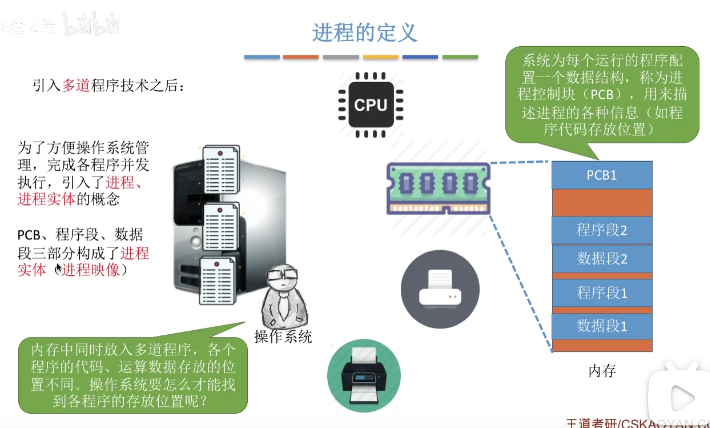 进程的定义
引入多道程序技术之后：
CPU
系统为每个运行的程序配
置一个数据结构，称为进
程控制块（PCB），用来描
述进程的各种信息（如程
序代码存放位置）
为了方便操作系统管
理，完成各程序并发
执行，引入了进程、
进程实体的概念
PCB、程序段、数据
段三部分构成了进程
实体（进程映像）
PCB1
程序段2
数据段2
程序段1
数据段1
内存
操作系统
内存中同时放入多道程序，各个
程序的代码、运算数据存放的位
置不同。操作系统要怎么才能找
到各程序的存放位置呢？
王道考研/CSKAOYAN.CO